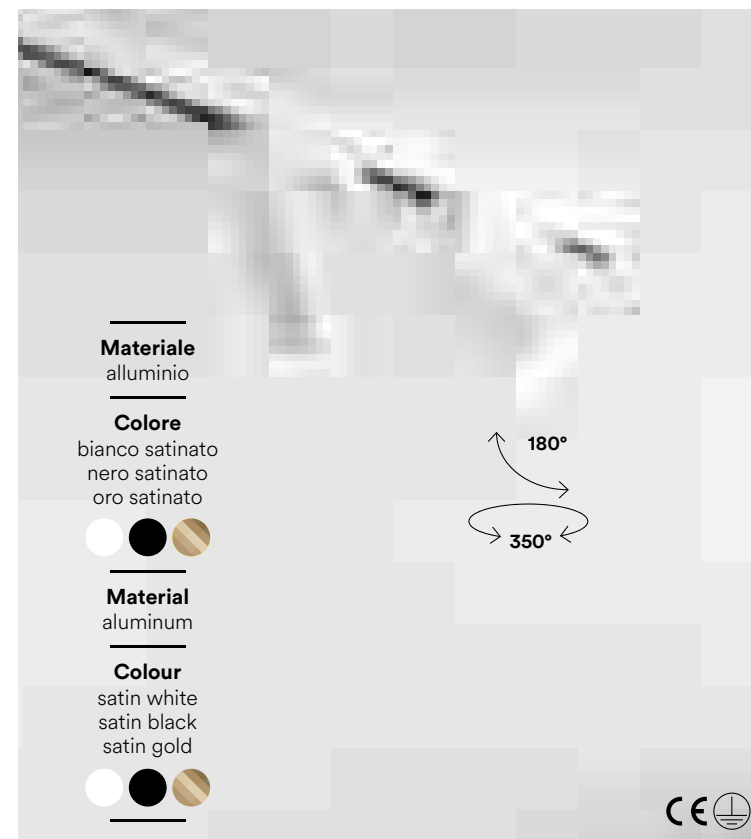 Materiale
alluminio
Colore
bianco satinato
nero satinato
oro satinato
Material
aluminum
Colour
satin white
satin black
satin gold
180°
350°
CE